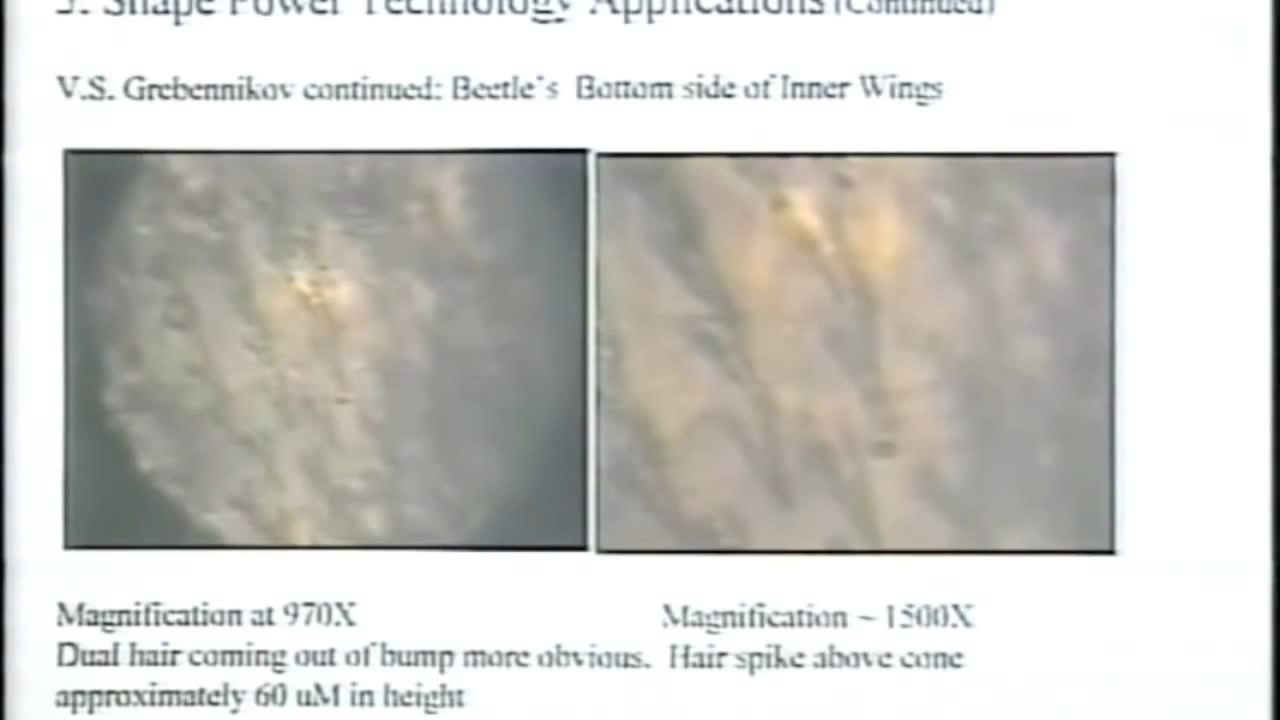 5. Shape Power Technology Applications (Continued)
V.S. Grebennikov continued: Beetle's Bottom side of Inner Wings
Magnification at 970X
Magnification ~ 1500X
Dual hair coming out of bump more obvious. Hair spike above cone
approximately 60 uM in height